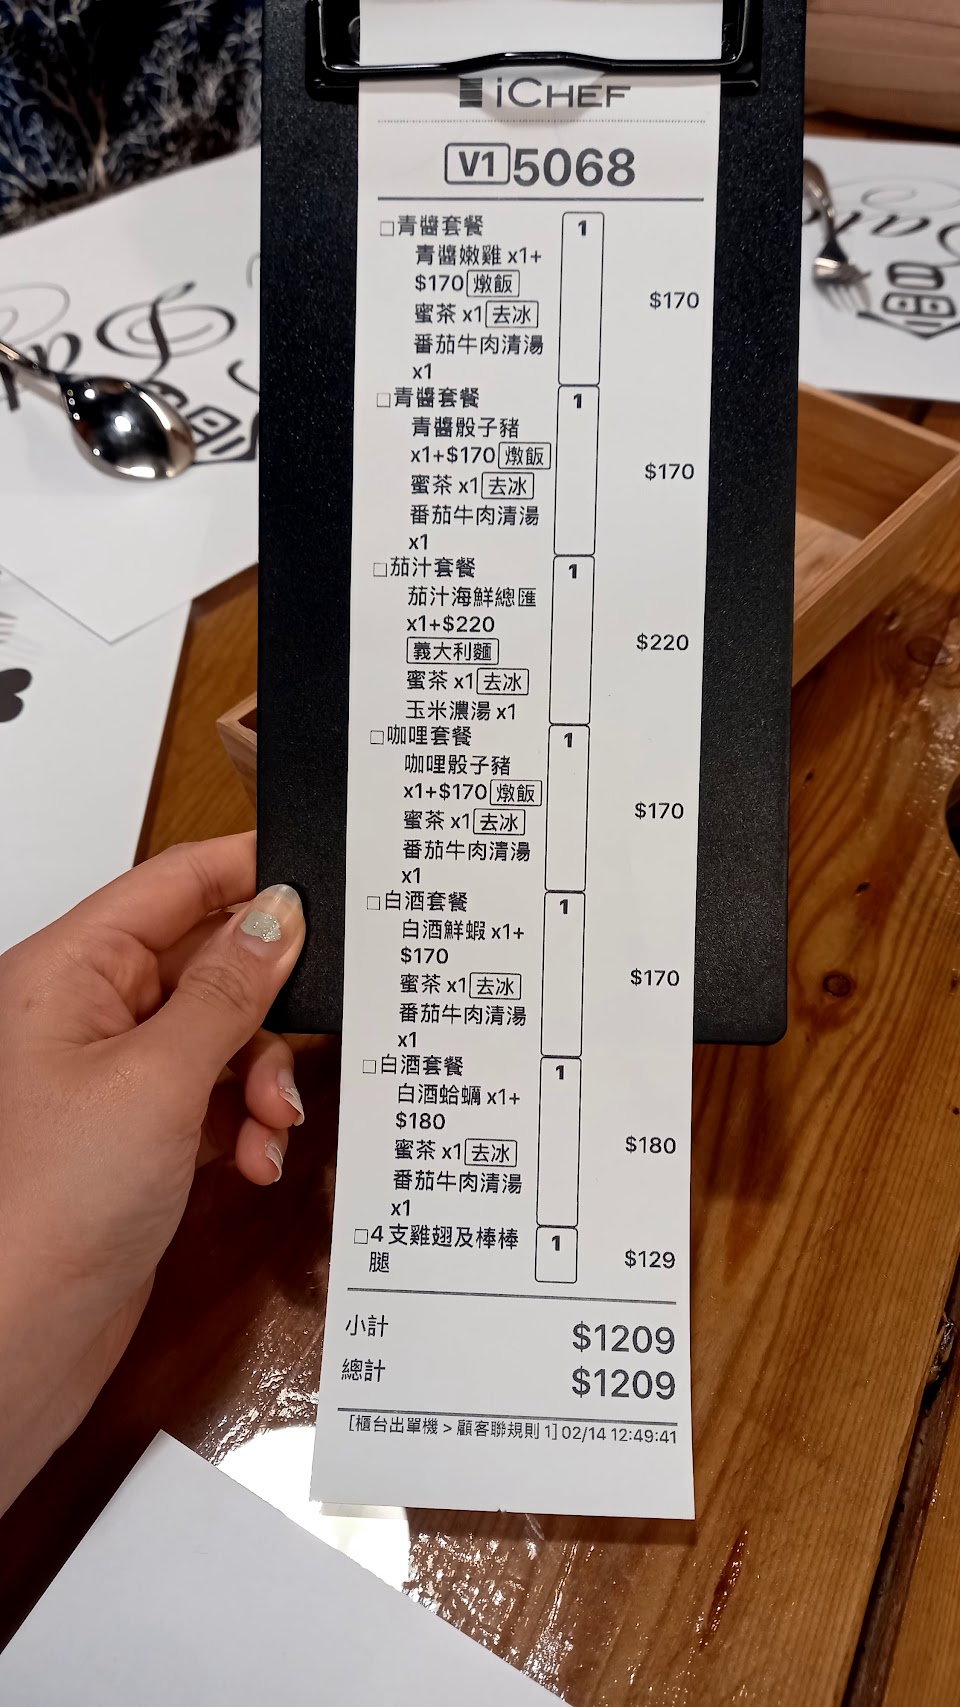 iCHEF
V1 5068
□青醬套餐 1
青醬嫩雞 x1+
$170 燉飯 $170
蜜茶 x1 去冰
番茄牛肉清湯
x1
□青醬套餐 1
青醬骰子豬
x1+$170 燉飯 $170
蜜茶 x1 去冰
番茄牛肉清湯
x1
□茄汁套餐 1
茄汁海鮮總匯
x1+$220 $220
義大利麵
蜜茶 x1 去冰
玉米濃湯 x1
□咖哩套餐 1
咖哩骰子豬
x1+$170 燉飯 $170
蜜茶 x1 去冰
番茄牛肉清湯
x1
□白酒套餐 1
白酒鮮蝦 x1+
$170 $170
蜜茶 x1 去冰
番茄牛肉清湯
x1
□白酒套餐 1
白酒蛤蠣 x1+
$180 $180
蜜茶 x1 去冰
番茄牛肉清湯
x1
□4 支雞翅及棒棒 1 $129
腿
小計 $1209
總計 $1209
[櫃台出單機 > 顧客聯規則 1] 02/14 12:49:41